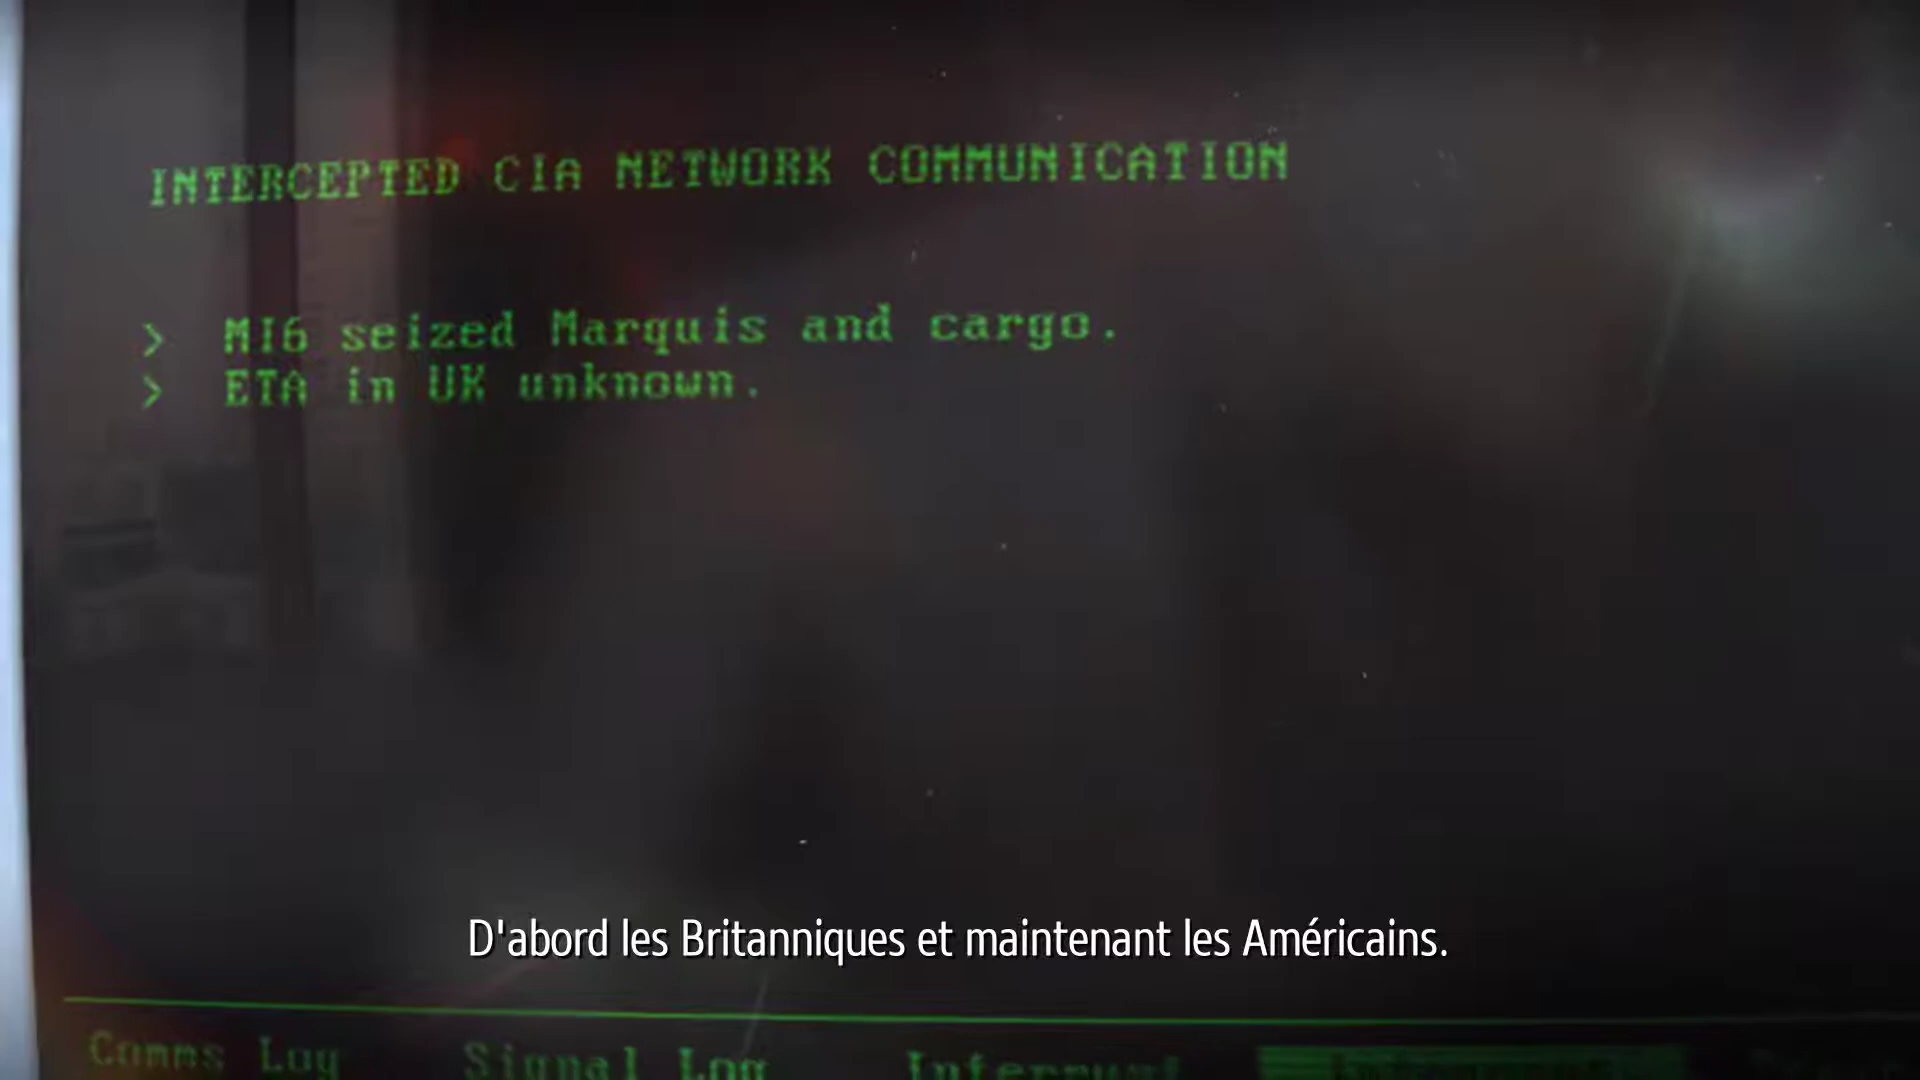 INTERCEPTED CIA NETWORK COMMUNICATION
> MI6 seized Marquis and cargo.
> ETA in UK unknown.
D'abord les Britanniques et maintenant les Américains.
Comms Log Signal Log Interrupt